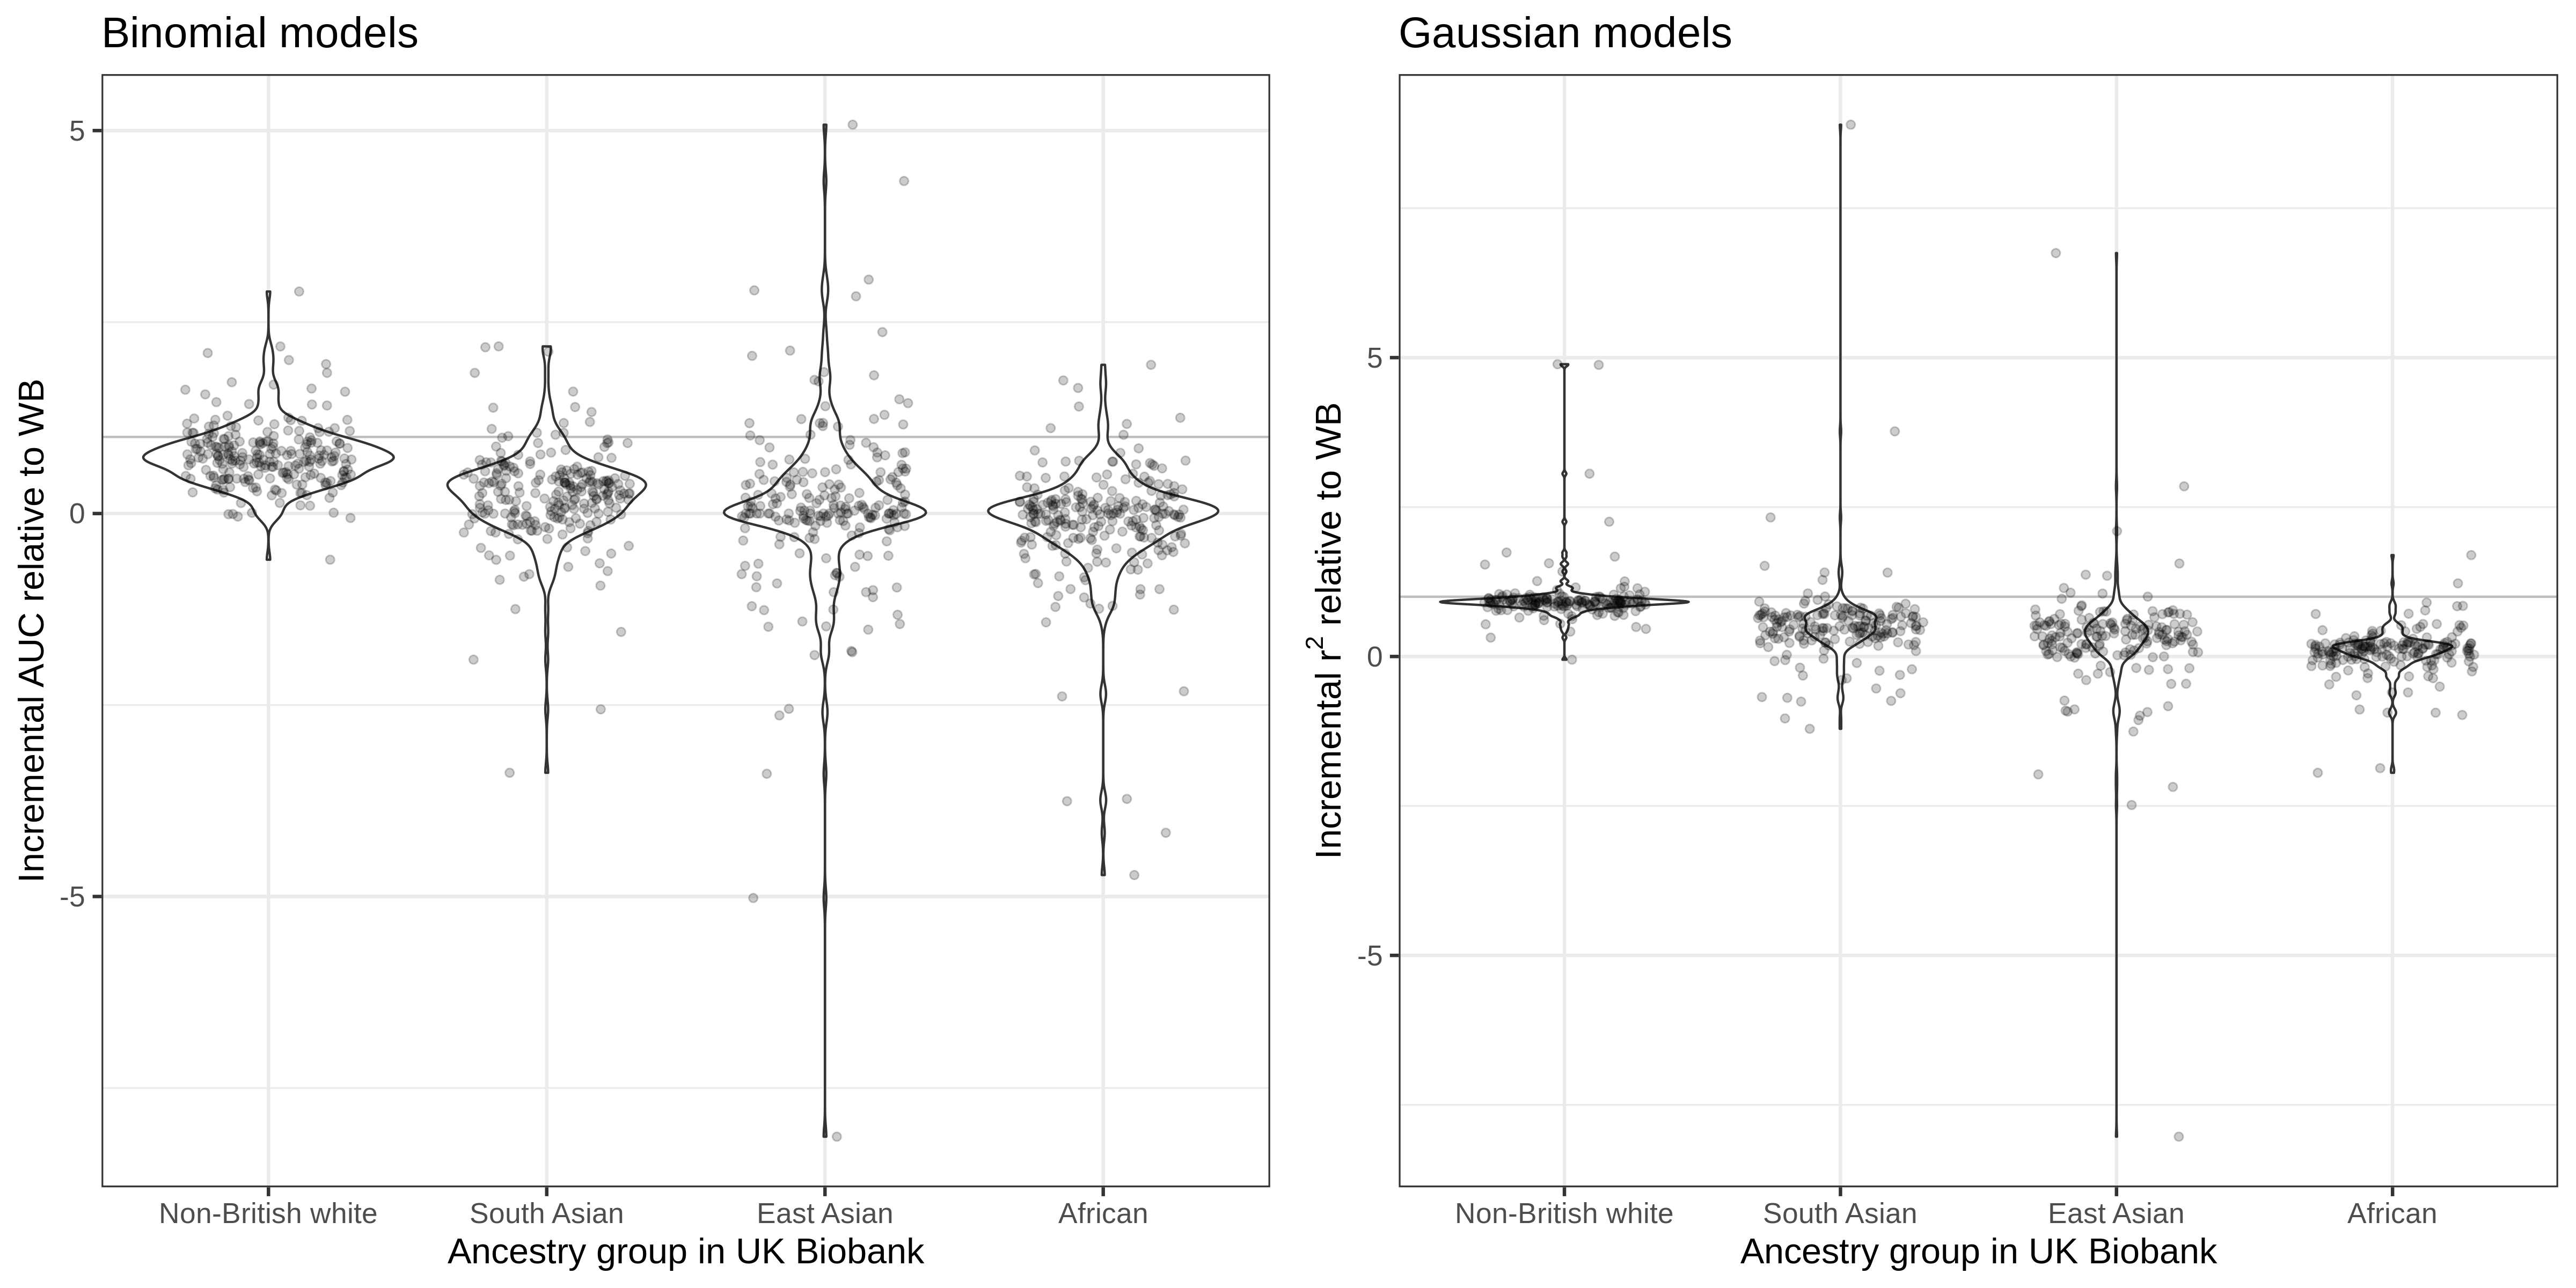 Binomial models
Incremental AUC relative to WB
5
0
-5
Non-British white
South Asian
East Asian
African
Ancestry group in UK Biobank
Gaussian models
Incremental r² relative to WB
5
0
-5
Non-British white
South Asian
East Asian
African
Ancestry group in UK Biobank